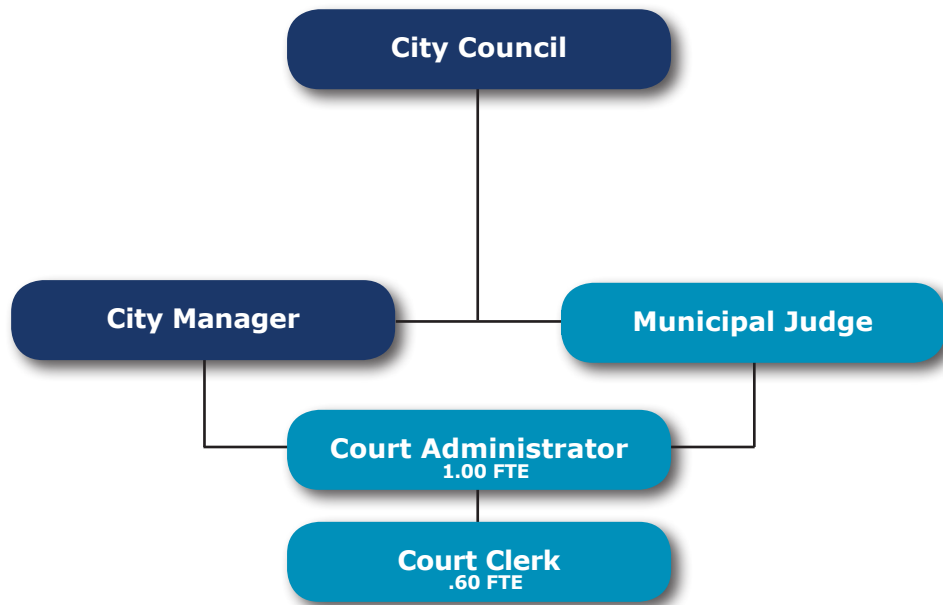 City Council
City Manager
Municipal Judge
Court Administrator
1.00 FTE
Court Clerk
.60 FTE